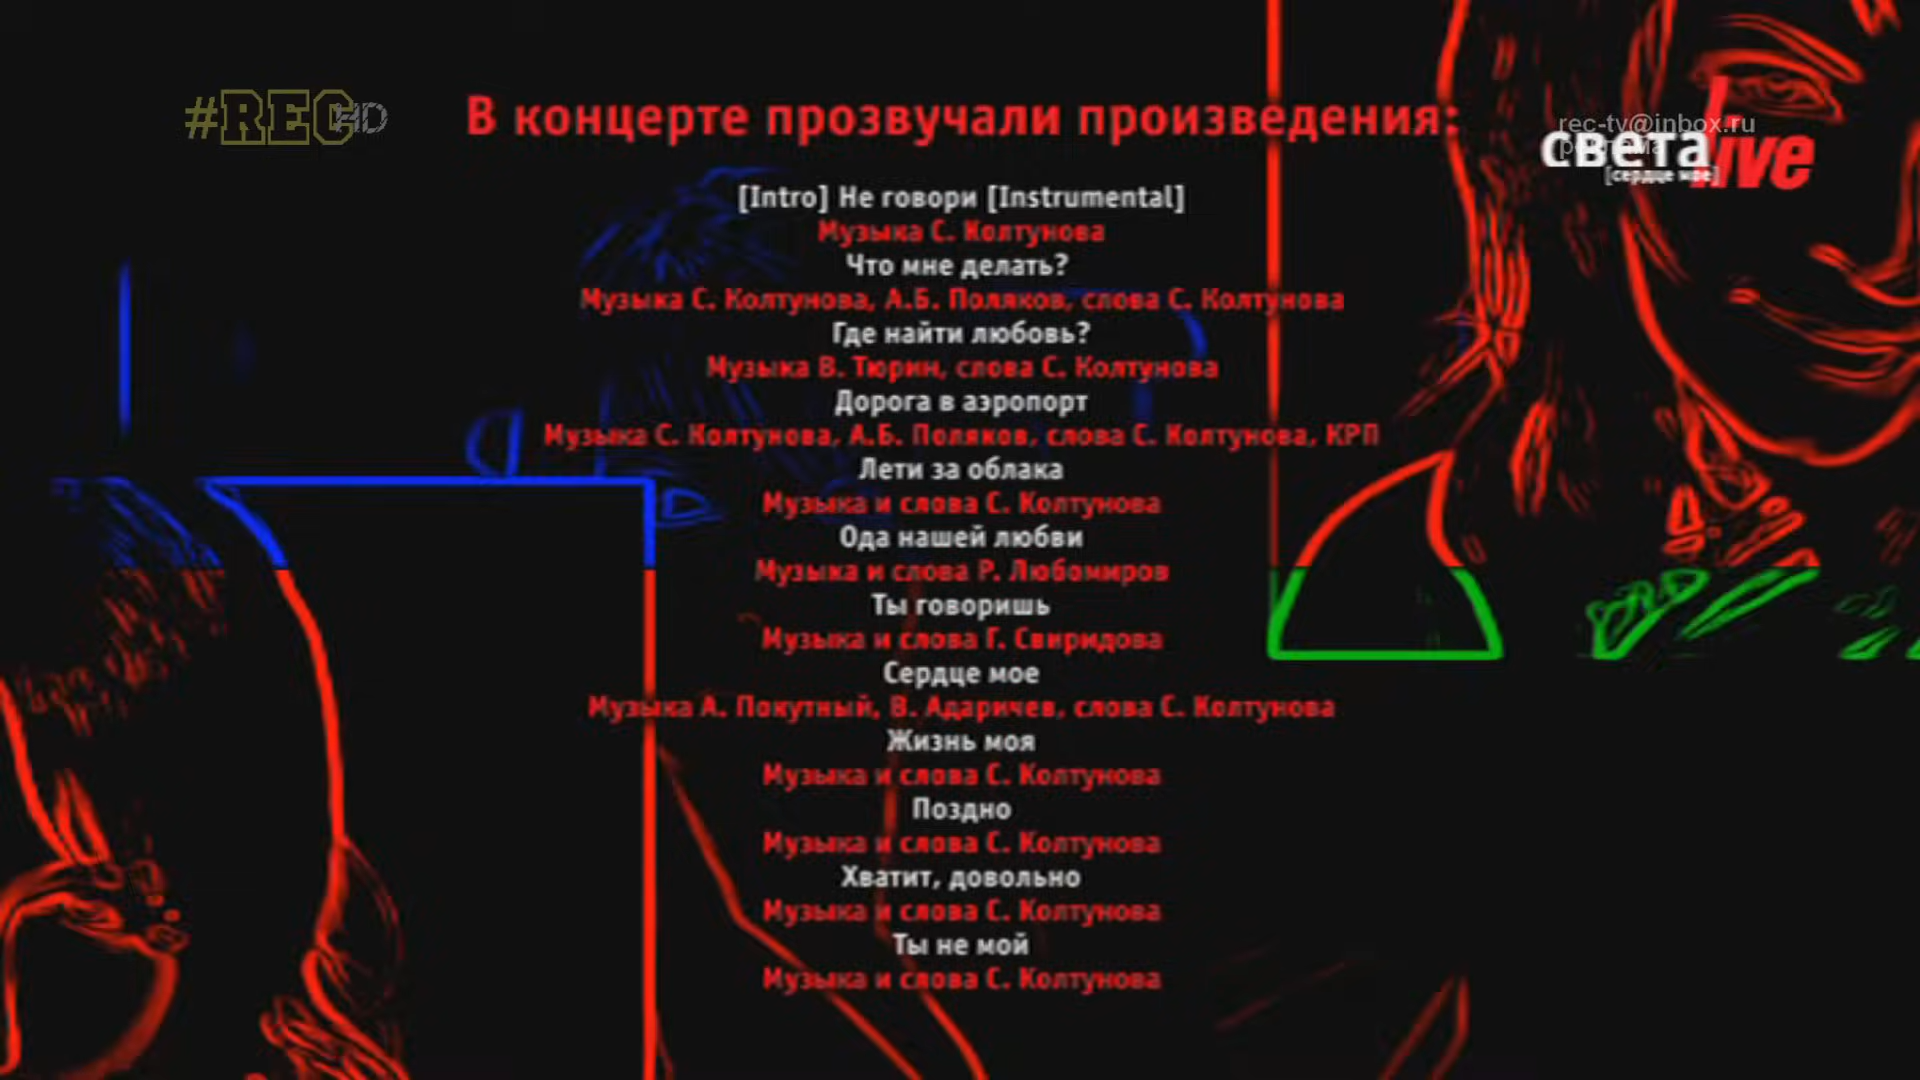 #REC HD
В концерте прозвучали произведения:
rec-tv@inbox.ru
света live
[сердце мое]
[Intro] Не говори [Instrumental]
Музыка С. Колтунова
Что мне делать?
Музыка С. Колтунова, А.Б. Поляков, слова С. Колтунова
Где найти любовь?
Музыка В. Тюрин, слова С. Колтунова
Дорога в аэропорт
Музыка С. Колтунова, А.Б. Поляков, слова С. Колтунова, КРП
Лети за облака
Музыка и слова С. Колтунова
Ода нашей любви
Музыка и слова Р. Любомиров
Ты говоришь
Музыка и слова Г. Свиридова
Сердце мое
Музыка А. Покутный, В. Адаричев, слова С. Колтунова
Жизнь моя
Музыка и слова С. Колтунова
Поздно
Музыка и слова С. Колтунова
Хватит, довольно
Музыка и слова С. Колтунова
Ты не мой
Музыка и слова С. Колтунова